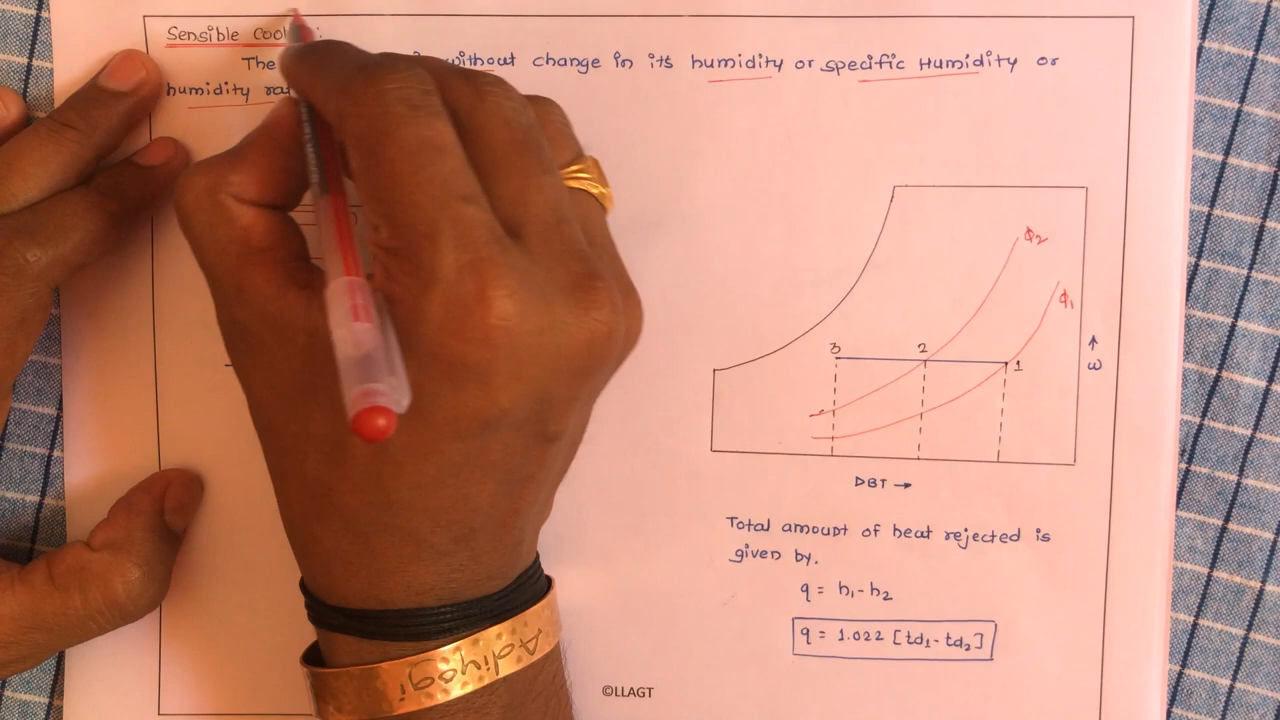 Sensible Cool :
The without change in its humidity or specific Humidity or
humidity
Φ2
Φ1
3 2 1
↑
ω
DBT →
Total amount of heat rejected is
given by.
q = h1 - h2
q = 1.022 [td1 - td2]
©LLAGT
Adiyogi